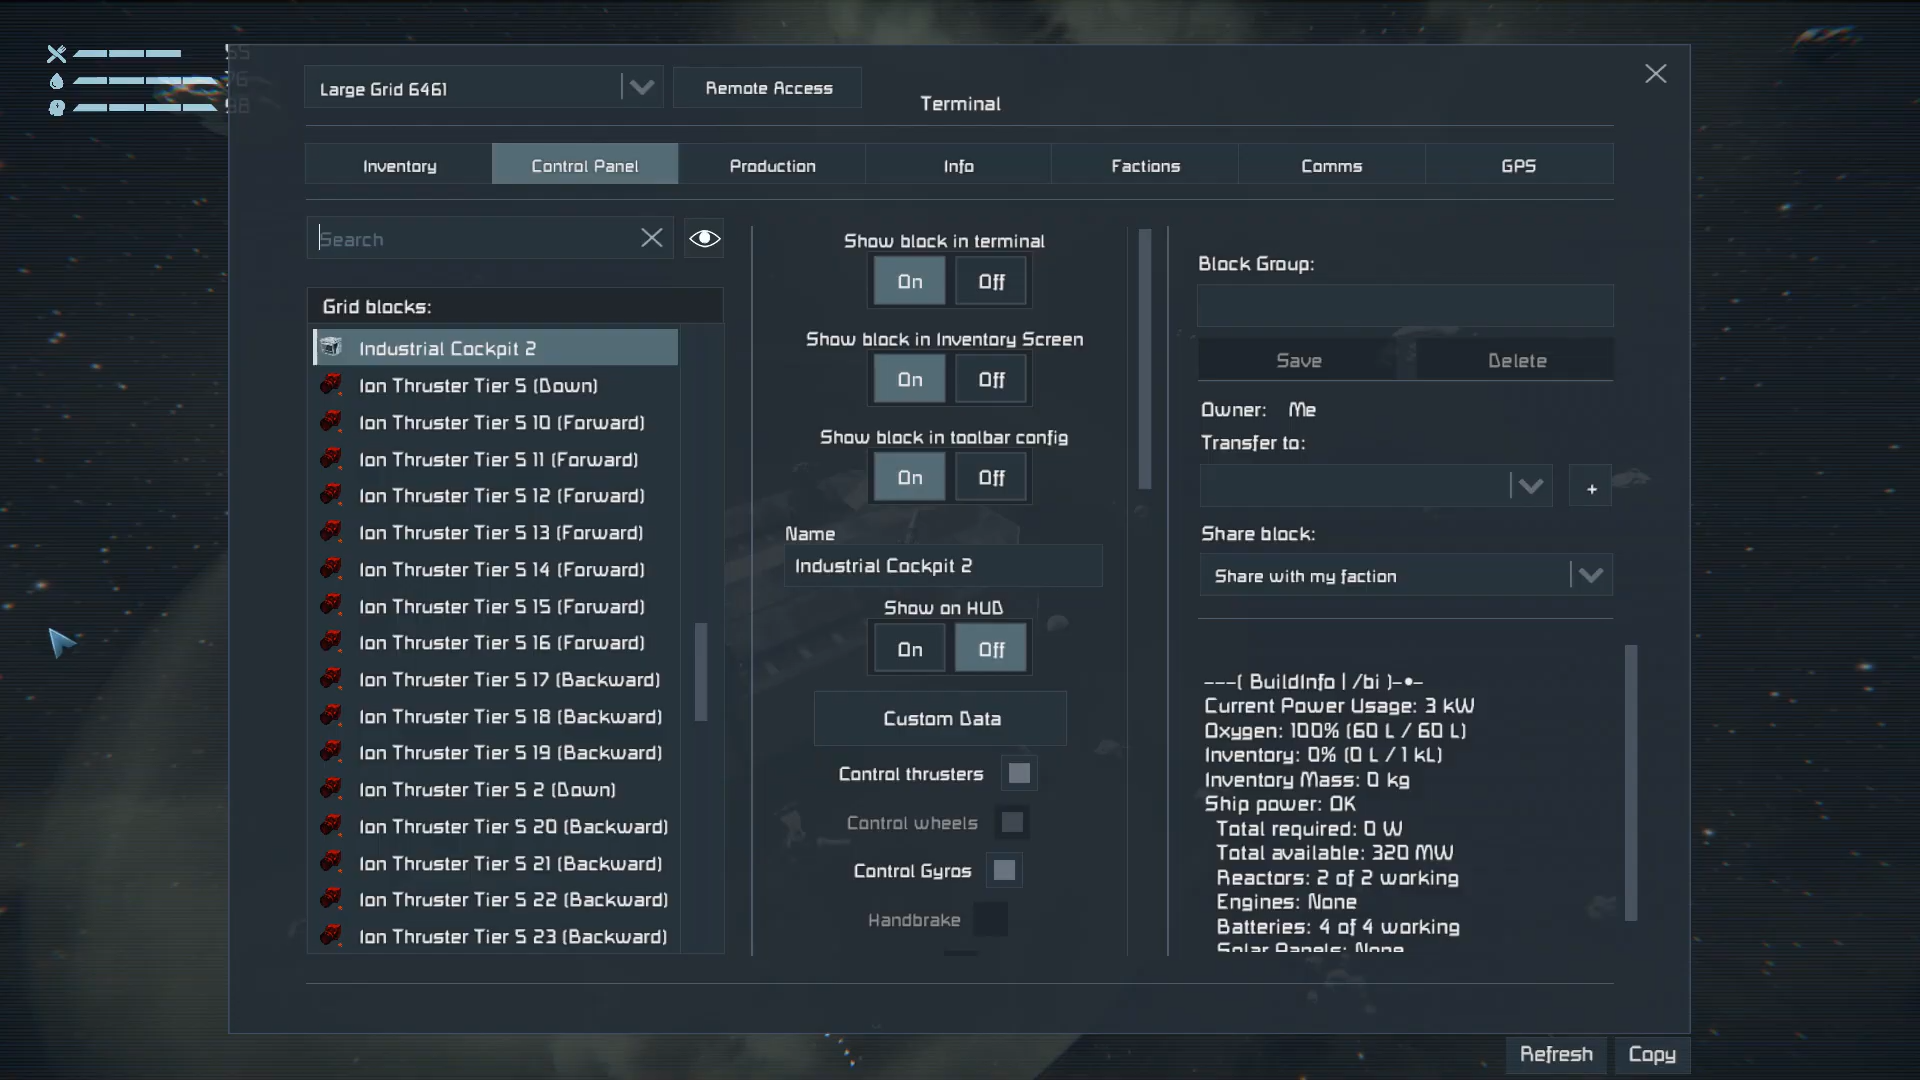 55
76
98
Large Grid 6461
Remote Access
Terminal
Inventory
Control Panel
Production
Info
Factions
Comms
GPS
Search
Grid blocks:
Industrial Cockpit 2
Ion Thruster Tier 5 (Down)
Ion Thruster Tier 5 10 (Forward)
Ion Thruster Tier 5 11 (Forward)
Ion Thruster Tier 5 12 (Forward)
Ion Thruster Tier 5 13 (Forward)
Ion Thruster Tier 5 14 (Forward)
Ion Thruster Tier 5 15 (Forward)
Ion Thruster Tier 5 16 (Forward)
Ion Thruster Tier 5 17 (Backward)
Ion Thruster Tier 5 18 (Backward)
Ion Thruster Tier 5 19 (Backward)
Ion Thruster Tier 5 2 (Down)
Ion Thruster Tier 5 20 (Backward)
Ion Thruster Tier 5 21 (Backward)
Ion Thruster Tier 5 22 (Backward)
Ion Thruster Tier 5 23 (Backward)
Show block in terminal
On Off
Show block in Inventory Screen
On Off
Show block in toolbar config
On Off
Name
Industrial Cockpit 2
Show on HUD
On Off
Custom Data
Control thrusters
Control wheels
Control Gyros
Handbrake
Block Group:
Save Delete
Owner: Me
Transfer to:
+
Share block:
Share with my faction
---( BuildInfo | /bi )-•-
Current Power Usage: 3 kW
Oxygen: 100% (60 L / 60 L)
Inventory: 0% (0 L / 1 kL)
Inventory Mass: 0 kg
Ship power: OK
Total required: 0 W
Total available: 320 MW
Reactors: 2 of 2 working
Engines: None
Batteries: 4 of 4 working
Solar Panels: None
Refresh
Copy